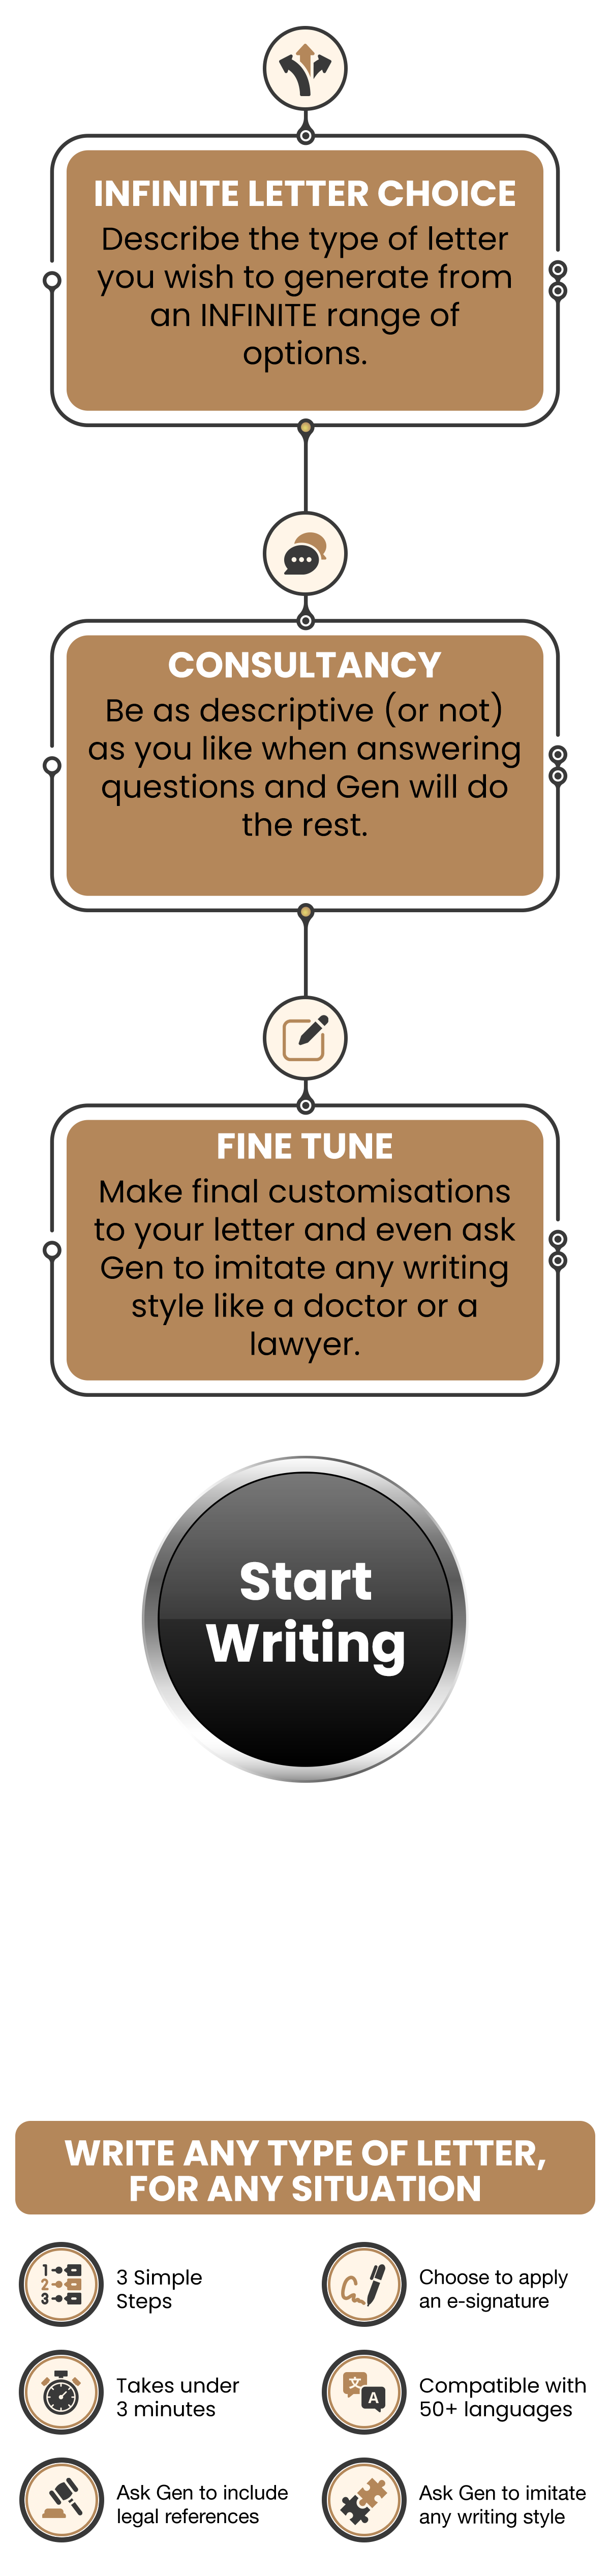 INFINITE LETTER CHOICE
Describe the type of letter
you wish to generate from
an INFINITE range of
options.
CONSULTANCY
Be as descriptive (or not)
as you like when answering
questions and Gen will do
the rest.
FINE TUNE
Make final customisations
to your letter and even ask
Gen to imitate any writing
style like a doctor or a
lawyer.
Start
Writing
WRITE ANY TYPE OF LETTER,
FOR ANY SITUATION
1
2
3
3 Simple
Steps
Choose to apply
an e-signature
Takes under
3 minutes
文
A
Compatible with
50+ languages
Ask Gen to include
legal references
Ask Gen to imitate
any writing style